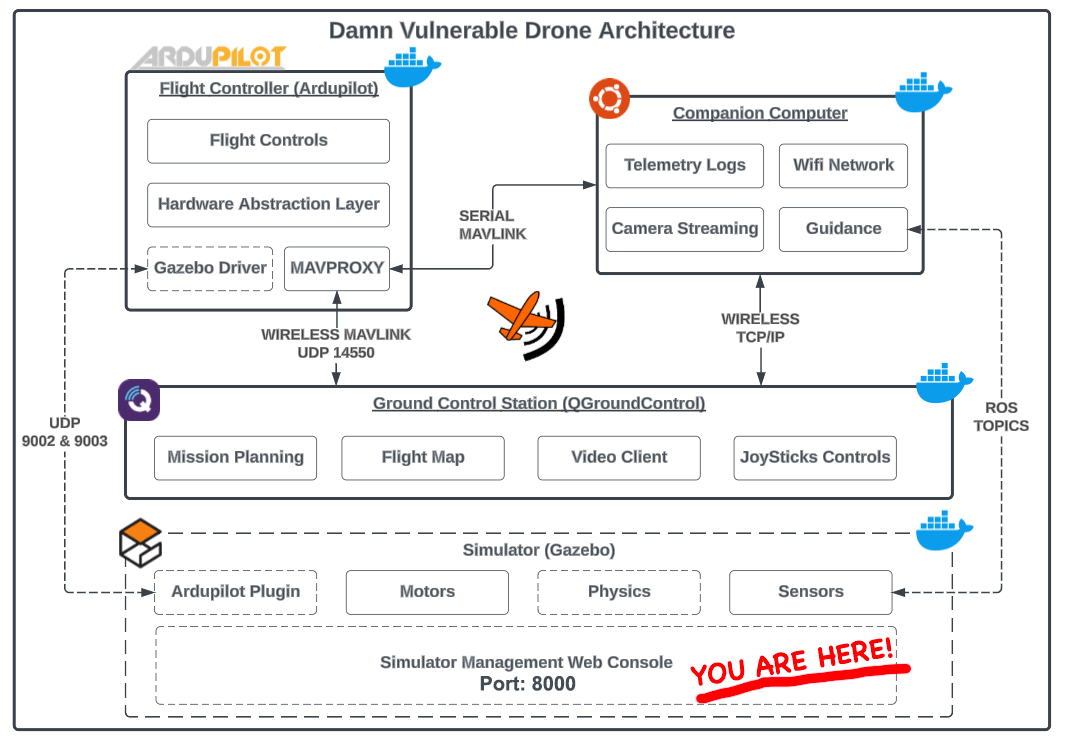 Damn Vulnerable Drone Architecture
ARDUPILOT
Flight Controller (Ardupilot)
Flight Controls
Hardware Abstraction Layer
Gazebo Driver
MAVPROXY
SERIAL
MAVLINK
Companion Computer
Telemetry Logs
Wifi Network
Camera Streaming
Guidance
WIRELESS MAVLINK
UDP 14550
WIRELESS
TCP/IP
Q
Ground Control Station (QGroundControl)
Mission Planning
Flight Map
Video Client
JoySticks Controls
UDP
9002 & 9003
ROS
TOPICS
Simulator (Gazebo)
Ardupilot Plugin
Motors
Physics
Sensors
Simulator Management Web Console
Port: 8000
YOU ARE HERE!